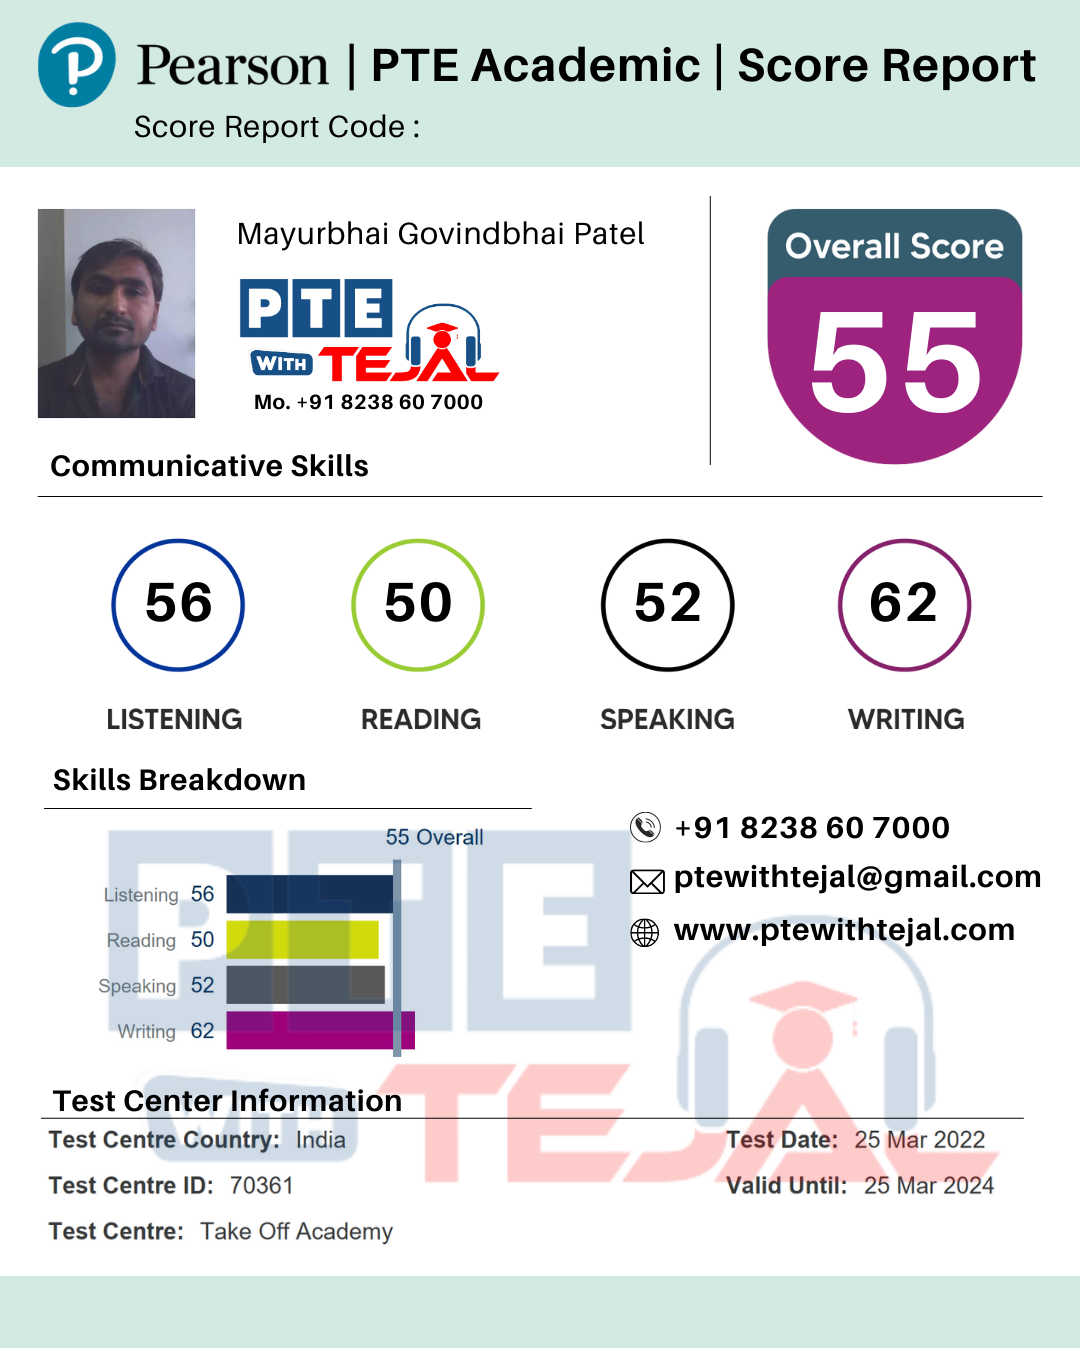 Pearson | PTE Academic | Score Report
Score Report Code :
Mayurbhai Govindbhai Patel
PTE
WITH TEJAL
Mo. +91 8238 60 7000
Overall Score
55
Communicative Skills
56 50 52 62
LISTENING READING SPEAKING WRITING
Skills Breakdown
55 Overall
Listening 56
Reading 50
Speaking 52
Writing 62
+91 8238 60 7000
ptewithtejal@gmail.com
www.ptewithtejal.com
PTE
WITH TEJAL
Test Center Information
Test Centre Country: India
Test Date: 25 Mar 2022
Test Centre ID: 70361
Valid Until: 25 Mar 2024
Test Centre: Take Off Academy